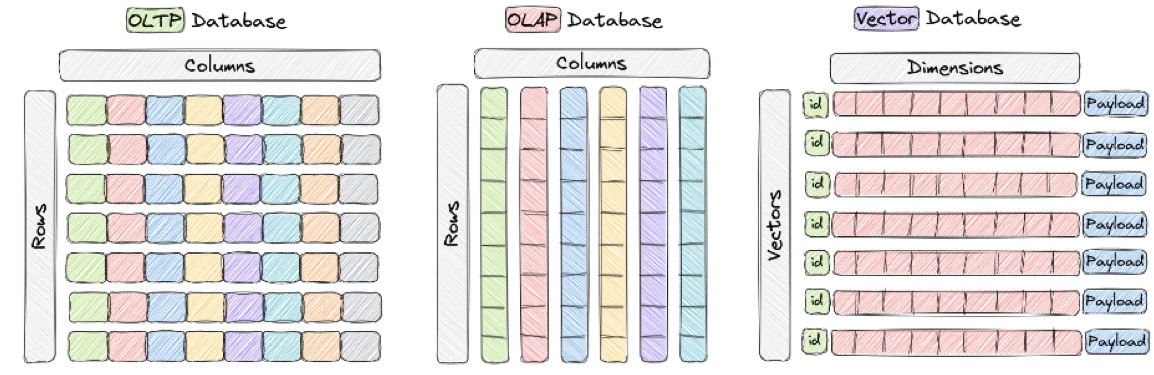 OLTP Database
Columns
Rows
OLAP Database
Columns
Rows
Vector Database
Dimensions
Vectors
id Payload
id Payload
id Payload
id Payload
id Payload
id Payload
id Payload